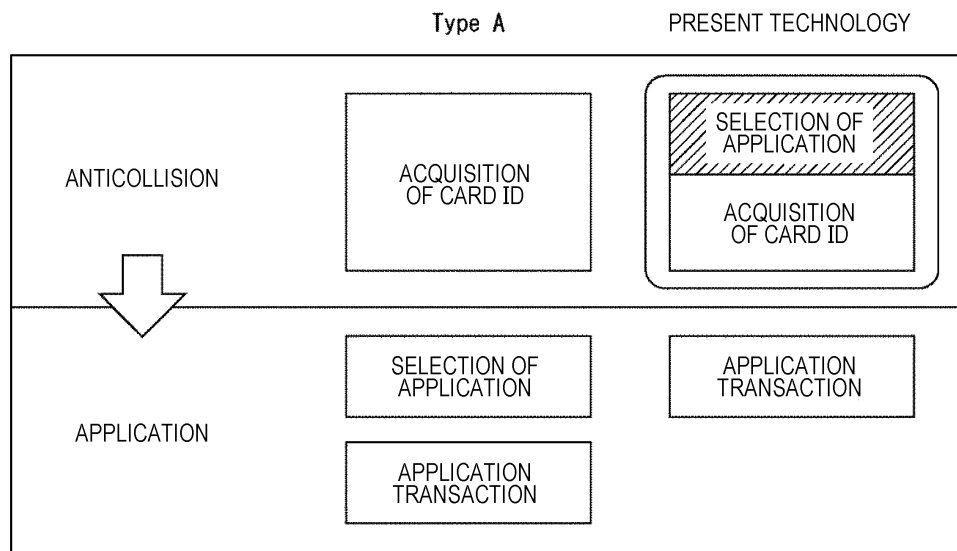 Type A
PRESENT TECHNOLOGY
ANTICOLLISION
ACQUISITION
OF CARD ID
SELECTION OF
APPLICATION
ACQUISITION
OF CARD ID
APPLICATION
SELECTION OF
APPLICATION
APPLICATION
TRANSACTION
APPLICATION
TRANSACTION